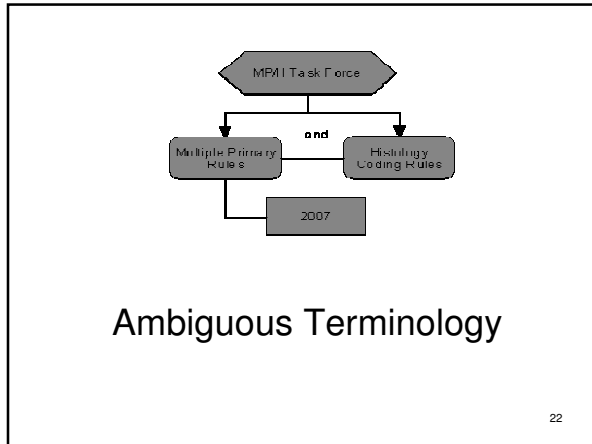 MP/H Task Force
and
Multiple Primary
Rules
Histology
Coding Rules
2007
Ambiguous Terminology
22